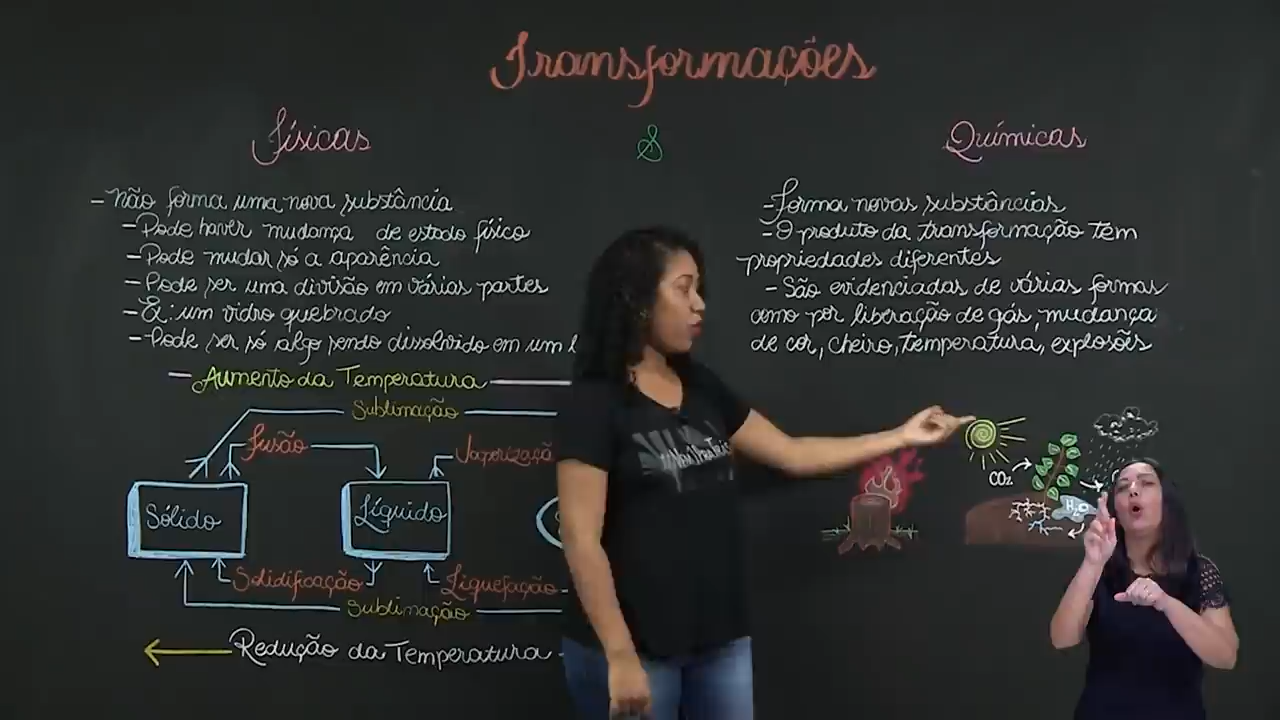 Transformações
Físicas
&
Químicas
- Não forma uma nova substância
- Pode haver mudança de estado físico
- Pode mudar só a aparência
- Pode ser uma divisão em várias partes
- Ex: um vidro quebrado
- Pode ser só algo sendo dissolvido em um l
Aumento da Temperatura
Sublimação
Fusão
Vaporizaçã
Sólido
Líquido
Solidificação
Liquefação
Sublimação
Redução da Temperatura
- Forma novas substâncias
- O produto da transformação têm
propriedades diferentes
- São evidenciadas de várias formas
como por liberação de gás, mudança
de cor, cheiro, temperatura, explosões
CO₂
H₂O